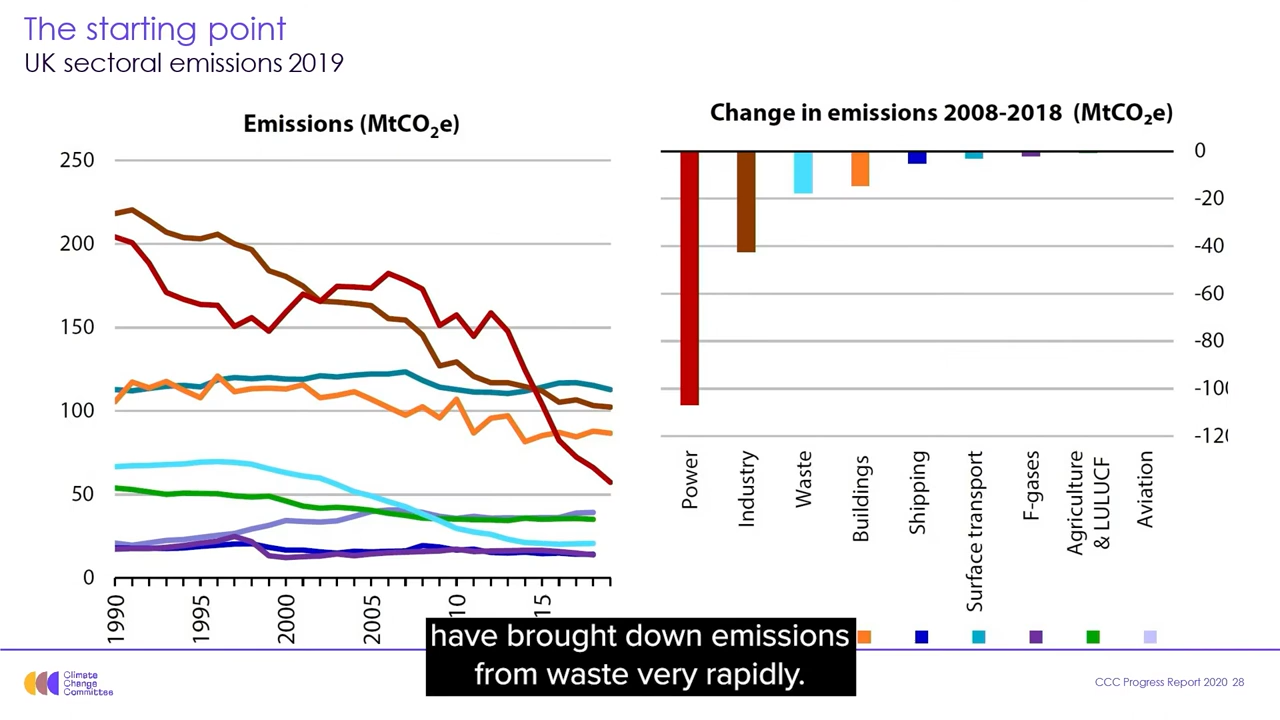 The starting point
UK sectoral emissions 2019
Emissions (MtCO₂e)
250
200
150
100
50
0
1990
1995
2000
2005
10
15
Change in emissions 2008-2018 (MtCO₂e)
0
-20
-40
-60
-80
-100
-120
Power
Industry
Waste
Buildings
Shipping
Surface transport
F-gases
Agriculture
& LULUCF
Aviation
have brought down emissions
from waste very rapidly.
Climate
Change
Committee
CCC Progress Report 2020 28